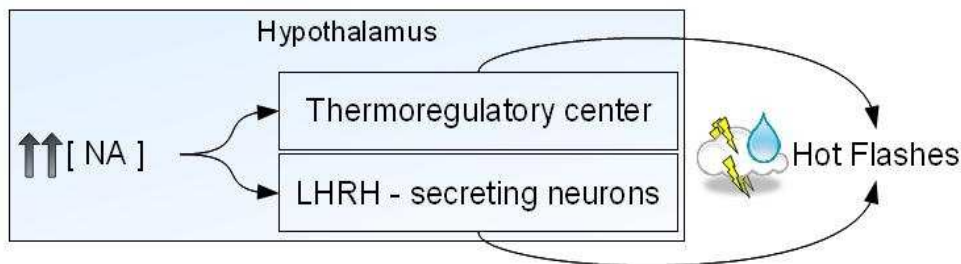 Hypothalamus
Thermoregulatory center
[ NA ]
Hot Flashes
LHRH - secreting neurons